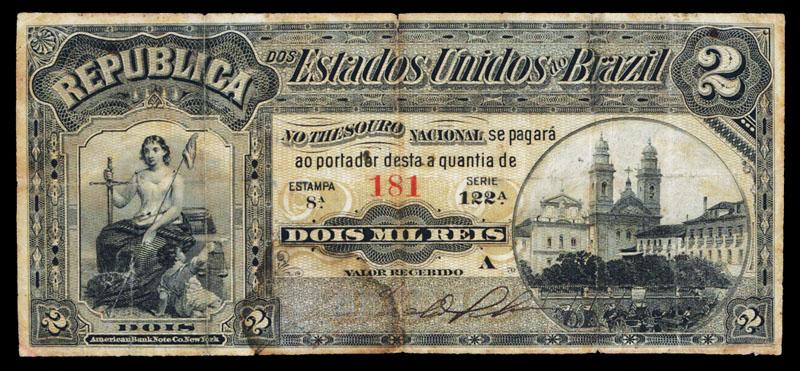 REPUBLICA
DOS Estados Unidos do Brazil
2
NO THESOURO NACIONAL se pagará
ao portador desta a quantia de
ESTAMPA 181 SERIE
8ᴬ 122ᴬ
DOIS MIL REIS
A
VALOR RECEBIDO
2 DOIS 2
2
American Bank Note Co. New York